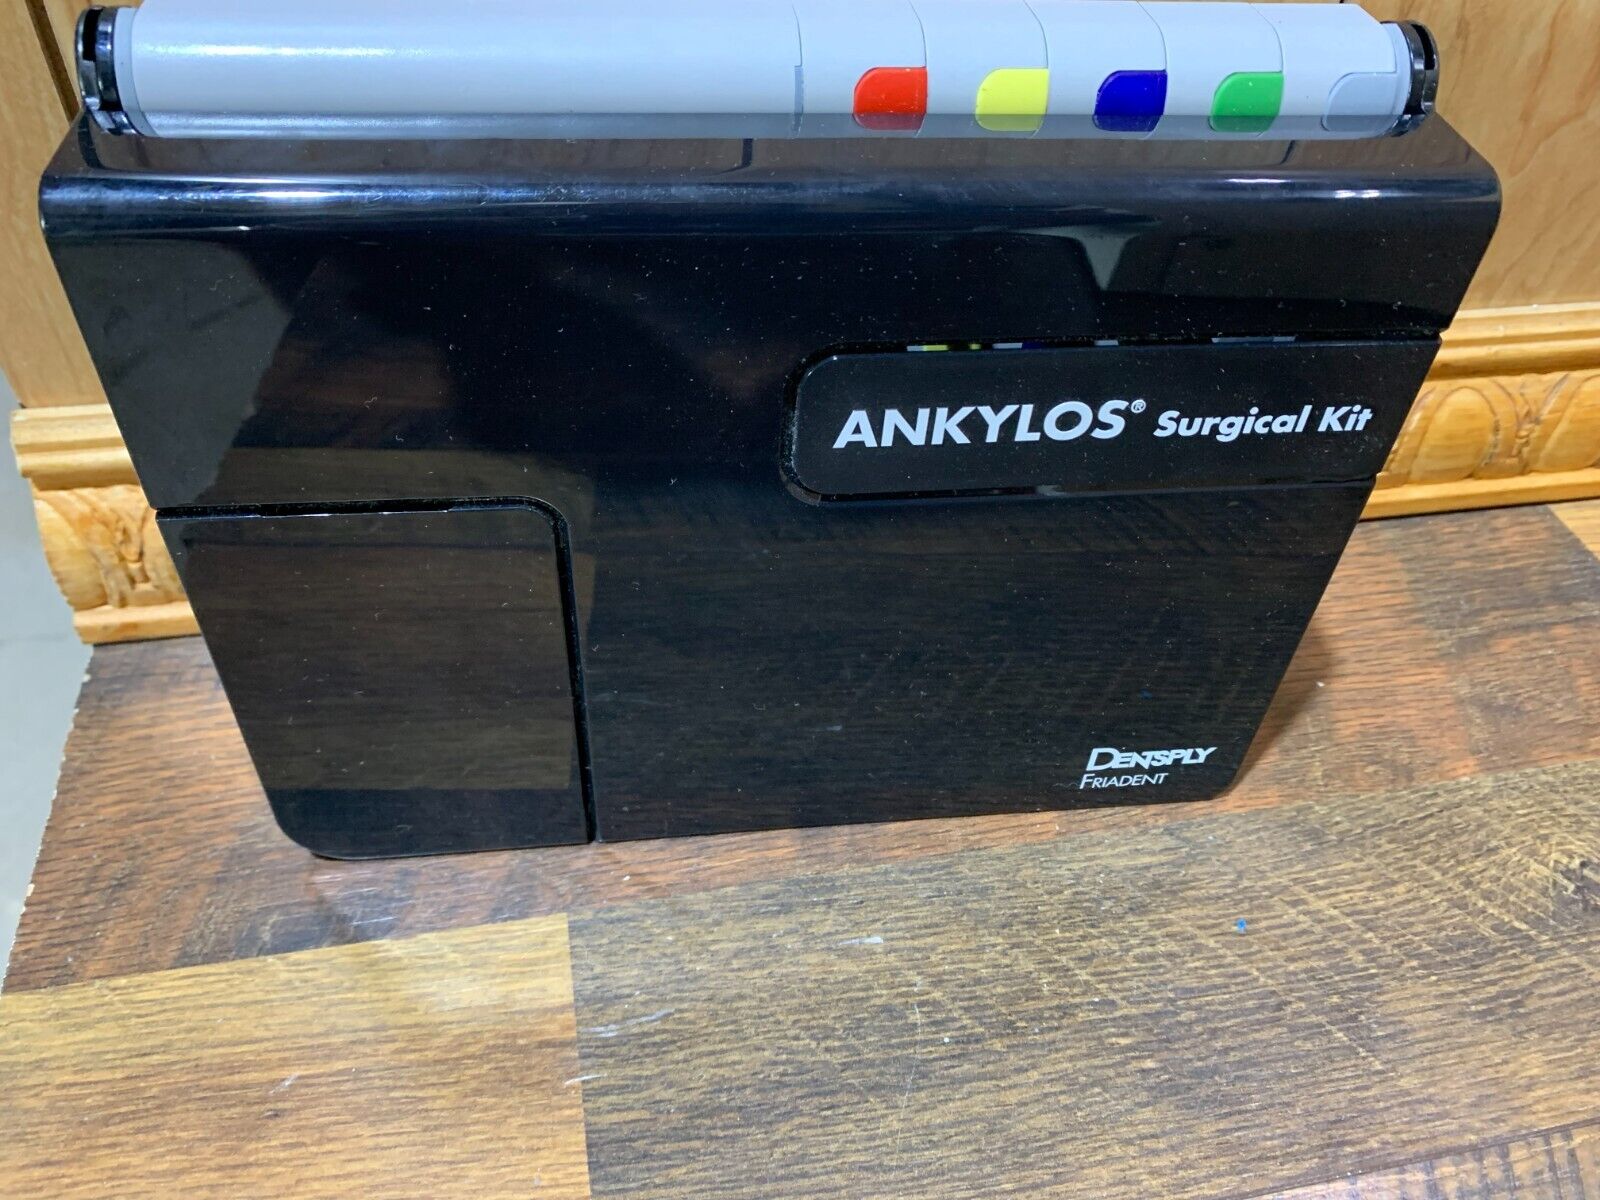 ANKYLOS® Surgical Kit
DENTSPLY
FRIADENT